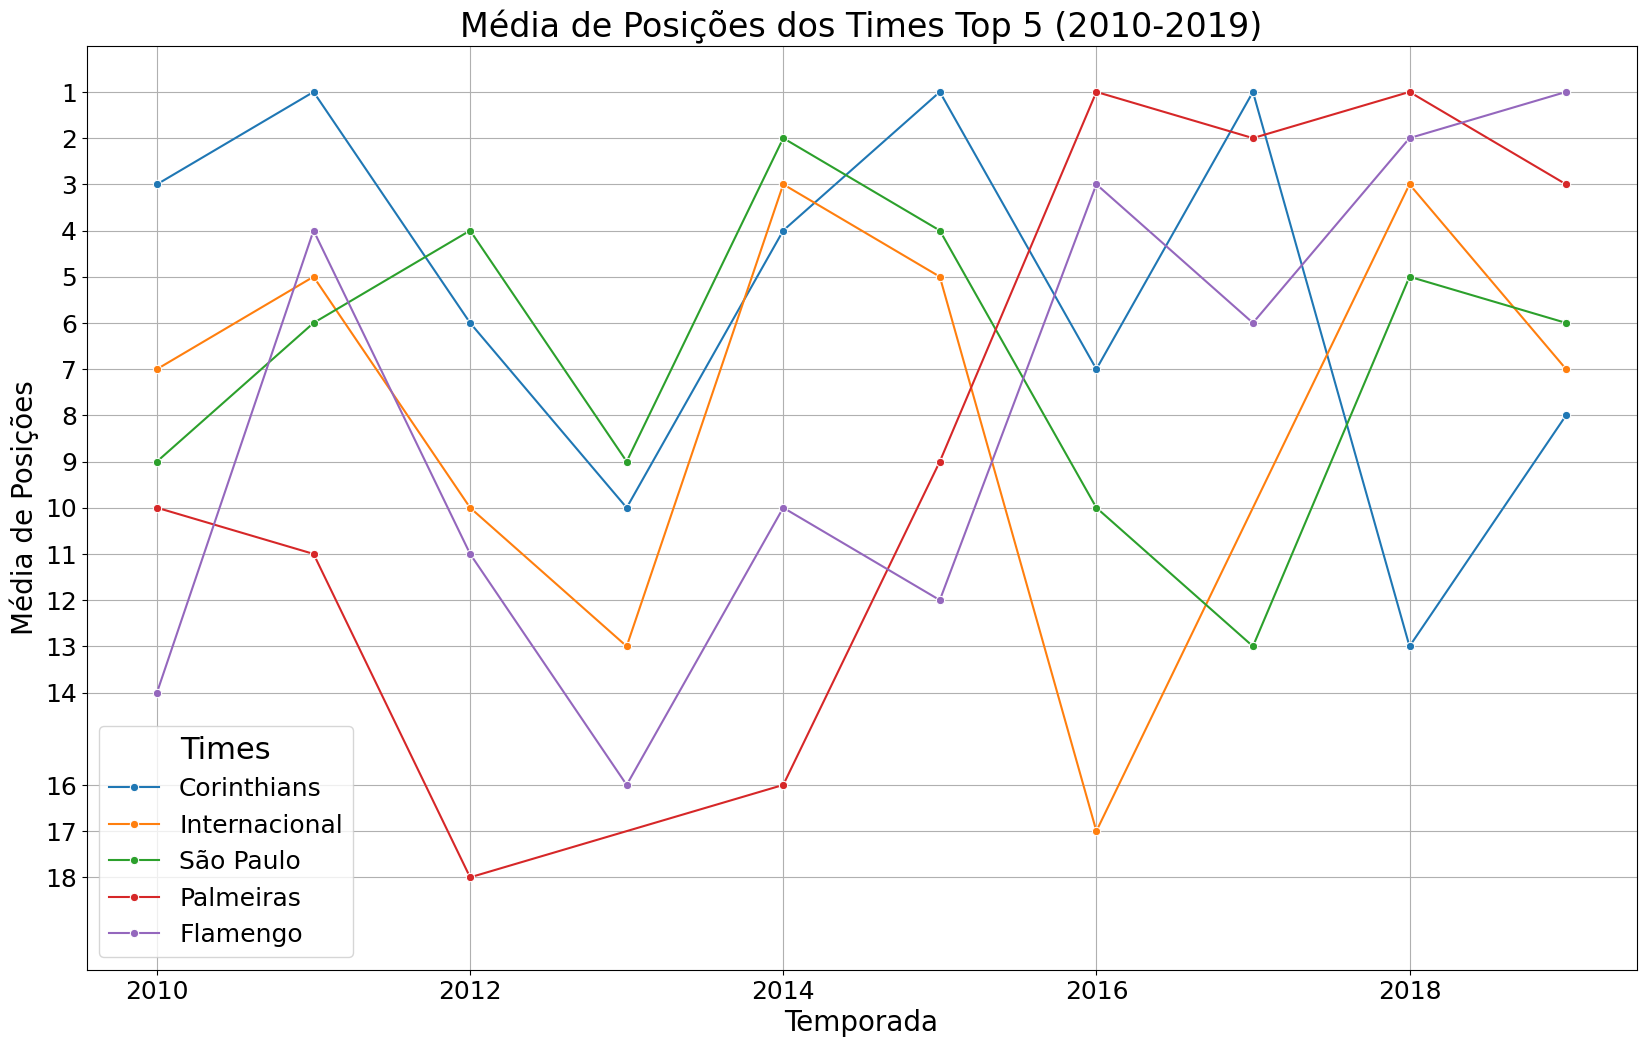 Média de Posições dos Times Top 5 (2010-2019)
Média de Posições
1
2
3
4
5
6
7
8
9
10
11
12
13
14
16
17
18
Times
Corinthians
Internacional
São Paulo
Palmeiras
Flamengo
2010 2012 2014 2016 2018
Temporada